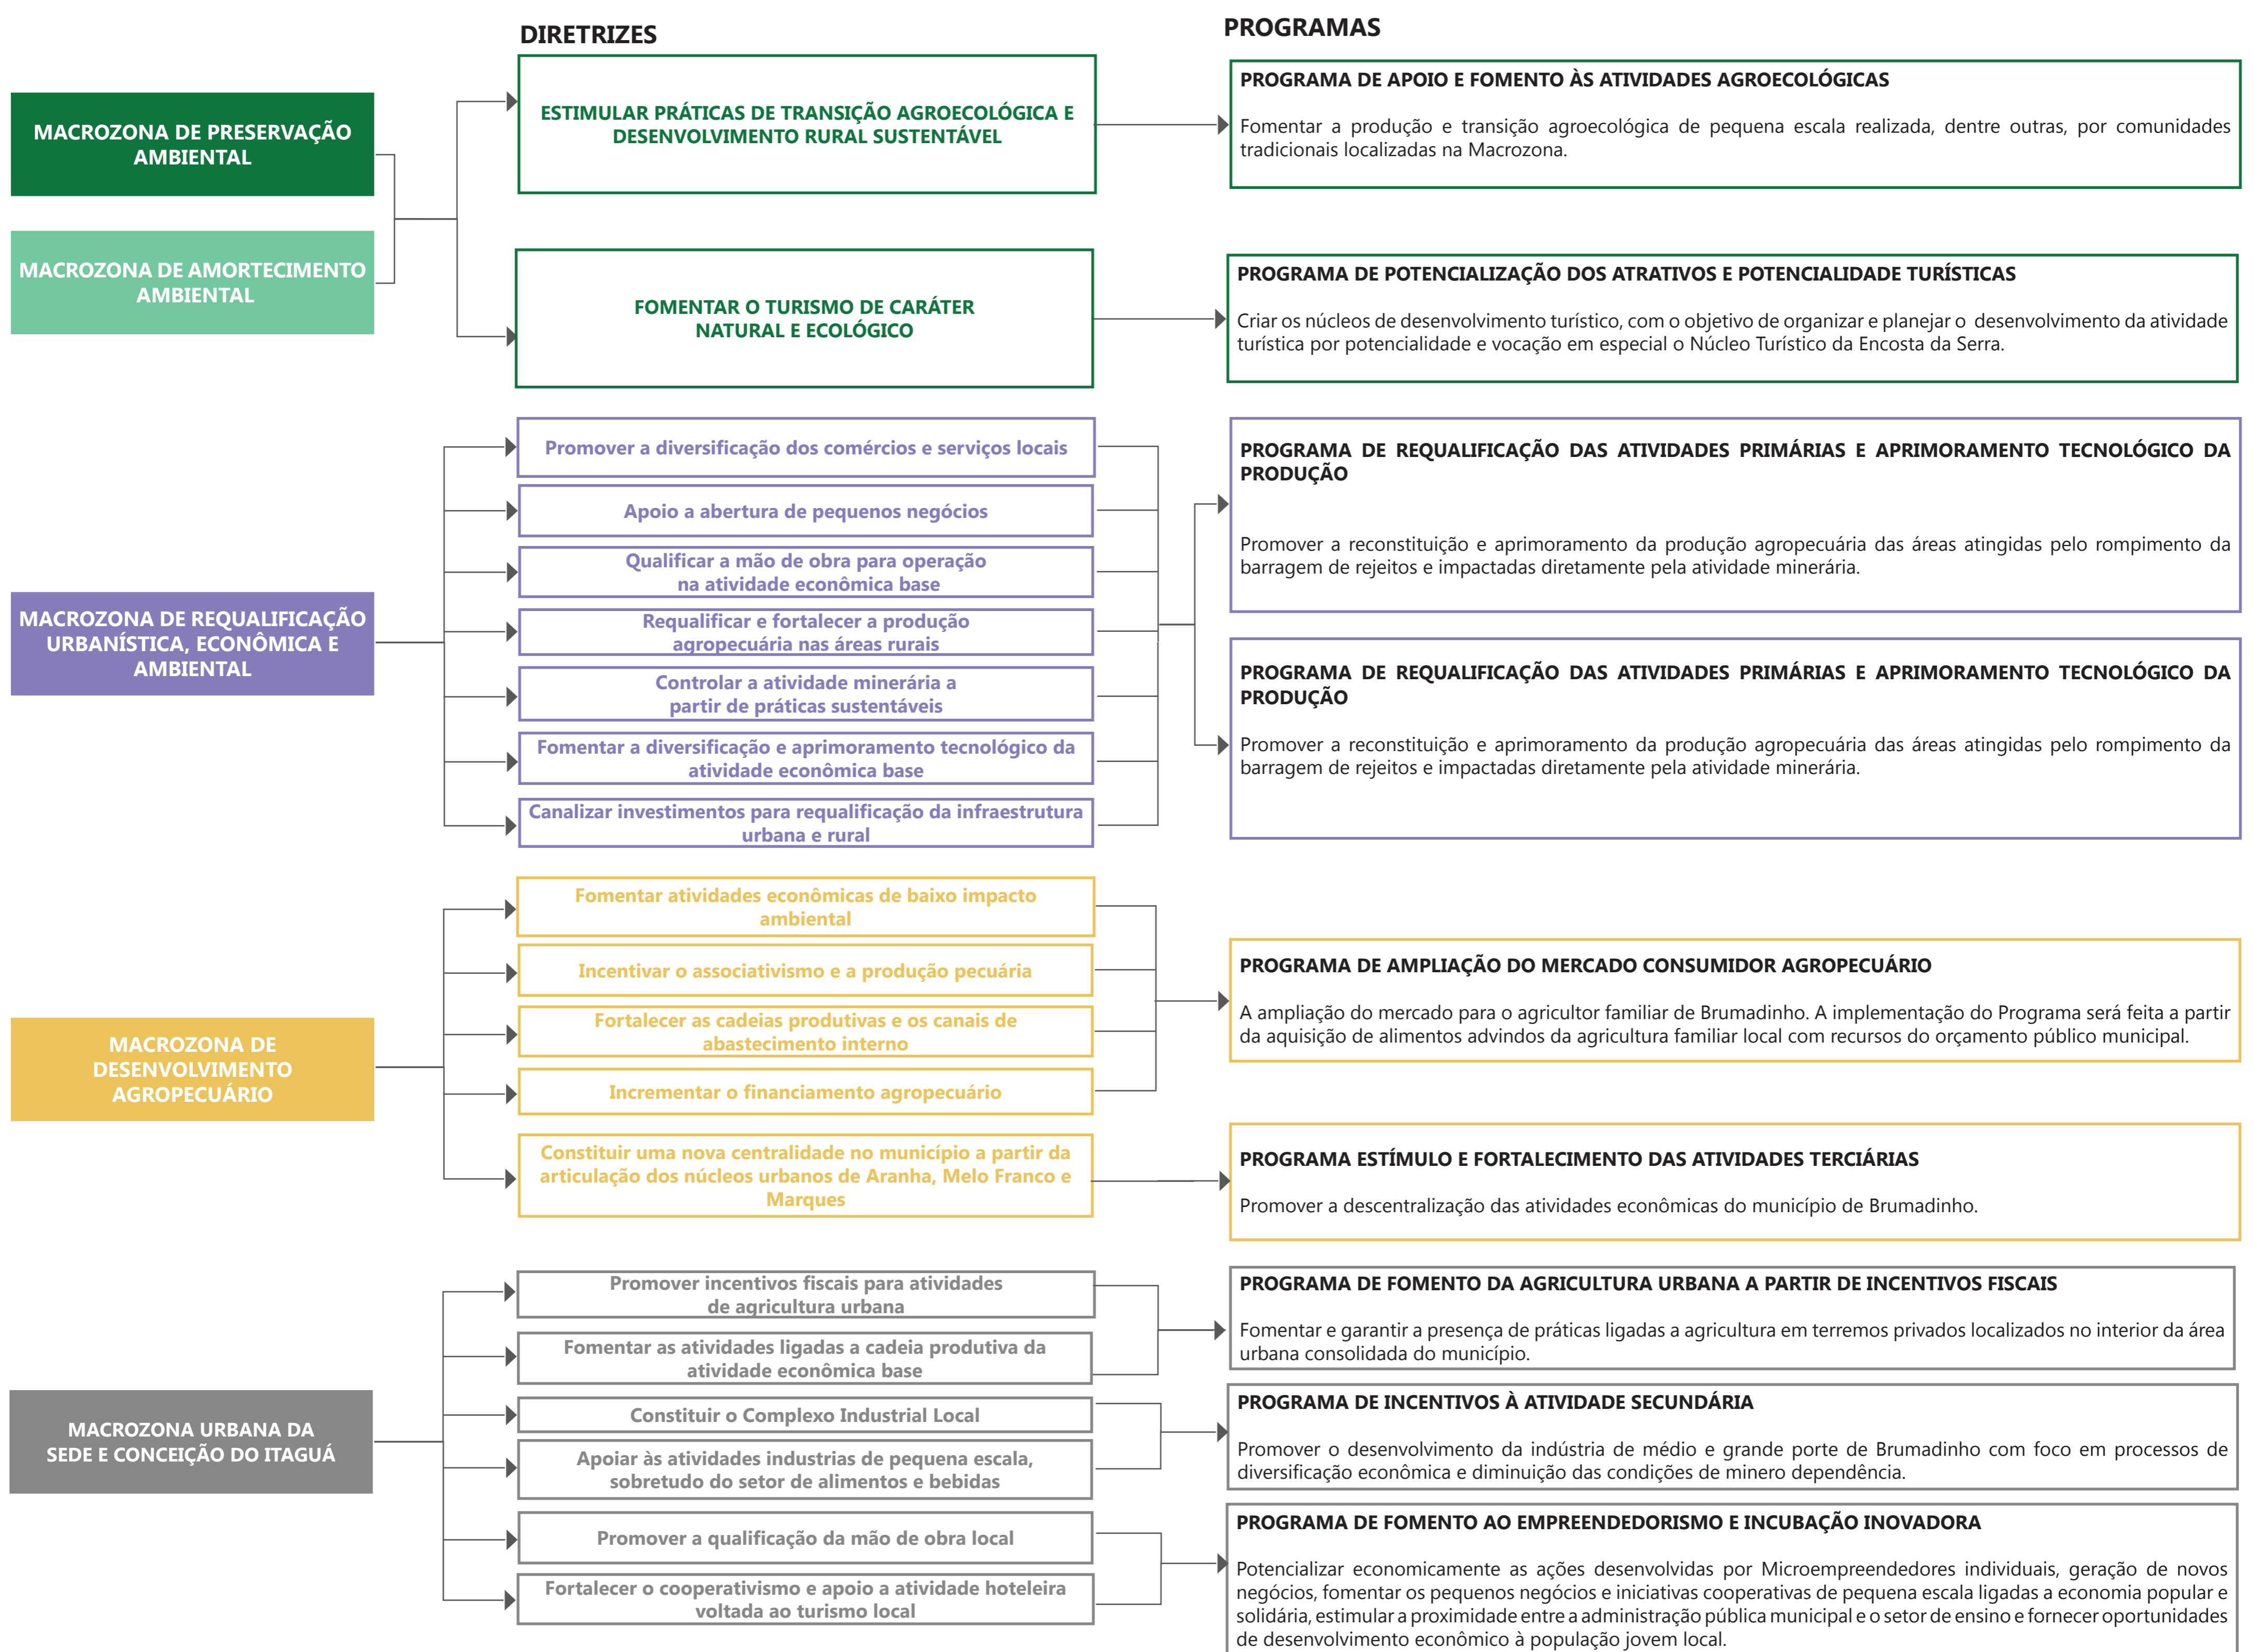 DIRETRIZES
PROGRAMAS
MACROZONA DE PRESERVAÇÃO
AMBIENTAL
MACROZONA DE AMORTECIMENTO
AMBIENTAL
ESTIMULAR PRÁTICAS DE TRANSIÇÃO AGROECOLÓGICA E
DESENVOLVIMENTO RURAL SUSTENTÁVEL
PROGRAMA DE APOIO E FOMENTO ÀS ATIVIDADES AGROECOLÓGICAS
Fomentar a produção e transição agroecológica de pequena escala realizada, dentre outras, por comunidades
tradicionais localizadas na Macrozona.
FOMENTAR O TURISMO DE CARÁTER
NATURAL E ECOLÓGICO
PROGRAMA DE POTENCIALIZAÇÃO DOS ATRATIVOS E POTENCIALIDADE TURÍSTICAS
Criar os núcleos de desenvolvimento turístico, com o objetivo de organizar e planejar o desenvolvimento da atividade
turística por potencialidade e vocação em especial o Núcleo Turístico da Encosta da Serra.
MACROZONA DE REQUALIFICAÇÃO
URBANÍSTICA, ECONÔMICA E
AMBIENTAL
Promover a diversificação dos comércios e serviços locais
Apoio a abertura de pequenos negócios
Qualificar a mão de obra para operação
na atividade econômica base
Requalificar e fortalecer a produção
agropecuária nas áreas rurais
Controlar a atividade minerária a
partir de práticas sustentáveis
Fomentar a diversificação e aprimoramento tecnológico da
atividade econômica base
Canalizar investimentos para requalificação da infraestrutura
urbana e rural
PROGRAMA DE REQUALIFICAÇÃO DAS ATIVIDADES PRIMÁRIAS E APRIMORAMENTO TECNOLÓGICO DA
PRODUÇÃO
Promover a reconstituição e aprimoramento da produção agropecuária das áreas atingidas pelo rompimento da
barragem de rejeitos e impactadas diretamente pela atividade minerária.
PROGRAMA DE REQUALIFICAÇÃO DAS ATIVIDADES PRIMÁRIAS E APRIMORAMENTO TECNOLÓGICO DA
PRODUÇÃO
Promover a reconstituição e aprimoramento da produção agropecuária das áreas atingidas pelo rompimento da
barragem de rejeitos e impactadas diretamente pela atividade minerária.
MACROZONA DE
DESENVOLVIMENTO
AGROPECUÁRIO
Fomentar atividades econômicas de baixo impacto
ambiental
Incentivar o associativismo e a produção pecuária
Fortalecer as cadeias produtivas e os canais de
abastecimento interno
Incrementar o financiamento agropecuário
Constituir uma nova centralidade no município a partir da
articulação dos núcleos urbanos de Aranha, Melo Franco e
Marques
PROGRAMA DE AMPLIAÇÃO DO MERCADO CONSUMIDOR AGROPECUÁRIO
A ampliação do mercado para o agricultor familiar de Brumadinho. A implementação do Programa será feita a partir
da aquisição de alimentos advindos da agricultura familiar local com recursos do orçamento público municipal.
PROGRAMA ESTÍMULO E FORTALECIMENTO DAS ATIVIDADES TERCIÁRIAS
Promover a descentralização das atividades econômicas do município de Brumadinho.
MACROZONA URBANA DA
SEDE E CONCEIÇÃO DO ITAGUÁ
Promover incentivos fiscais para atividades
de agricultura urbana
Fomentar as atividades ligadas a cadeia produtiva da
atividade econômica base
Constituir o Complexo Industrial Local
Apoiar às atividades industrias de pequena escala,
sobretudo do setor de alimentos e bebidas
Promover a qualificação da mão de obra local
Fortalecer o cooperativismo e apoio a atividade hoteleira
voltada ao turismo local
PROGRAMA DE FOMENTO DA AGRICULTURA URBANA A PARTIR DE INCENTIVOS FISCAIS
Fomentar e garantir a presença de práticas ligadas a agricultura em terremos privados localizados no interior da área
urbana consolidada do município.
PROGRAMA DE INCENTIVOS À ATIVIDADE SECUNDÁRIA
Promover o desenvolvimento da indústria de médio e grande porte de Brumadinho com foco em processos de
diversificação econômica e diminuição das condições de minero dependência.
PROGRAMA DE FOMENTO AO EMPREENDEDORISMO E INCUBAÇÃO INOVADORA
Potencializar economicamente as ações desenvolvidas por Microempreendedores individuais, geração de novos
negócios, fomentar os pequenos negócios e iniciativas cooperativas de pequena escala ligadas a economia popular e
solidária, estimular a proximidade entre a administração pública municipal e o setor de ensino e fornecer oportunidades
de desenvolvimento econômico à população jovem local.